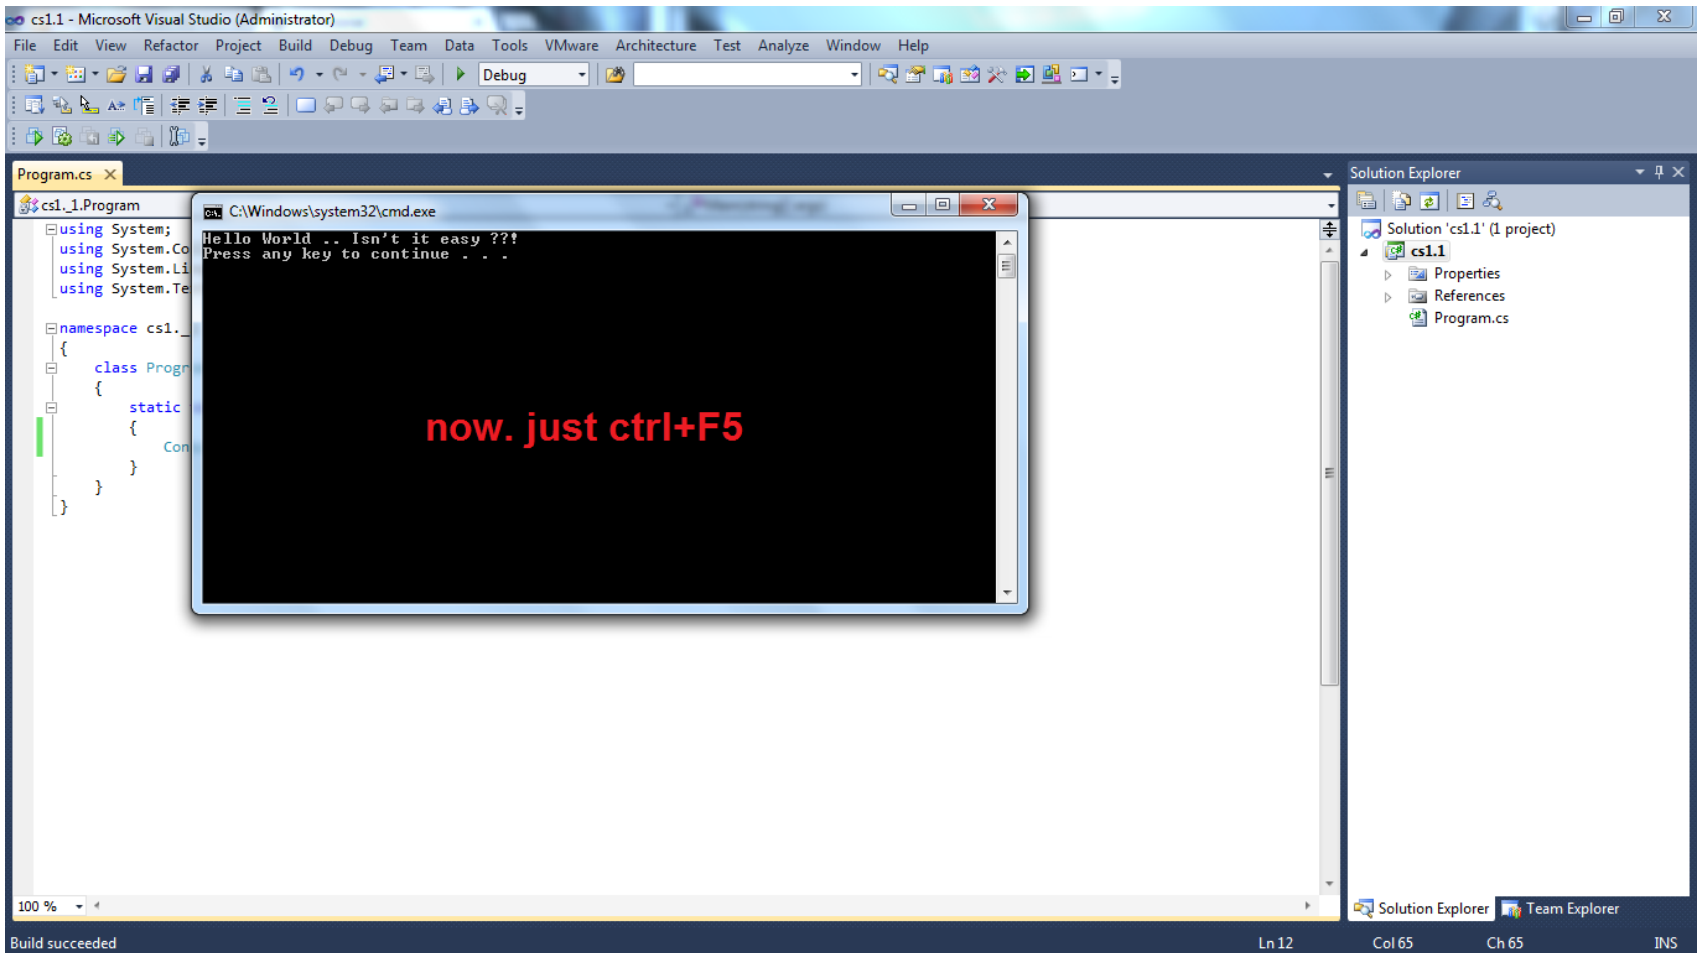 cs1.1 - Microsoft Visual Studio (Administrator)
File Edit View Refactor Project Build Debug Team Data Tools VMware Architecture Test Analyze Window Help
Debug
Program.cs
cs1._1.Program
using System;
using System.Co
using System.Li
using System.Te
namespace cs1._
{
class Progr
{
static
{
Con
}
}
}
C:\Windows\system32\cmd.exe
Hello World .. Isn't it easy ??!
Press any key to continue . . .
now. just ctrl+F5
Solution Explorer
Solution 'cs1.1' (1 project)
cs1.1
Properties
References
Program.cs
100 %
Solution Explorer Team Explorer
Build succeeded Ln 12 Col 65 Ch 65 INS